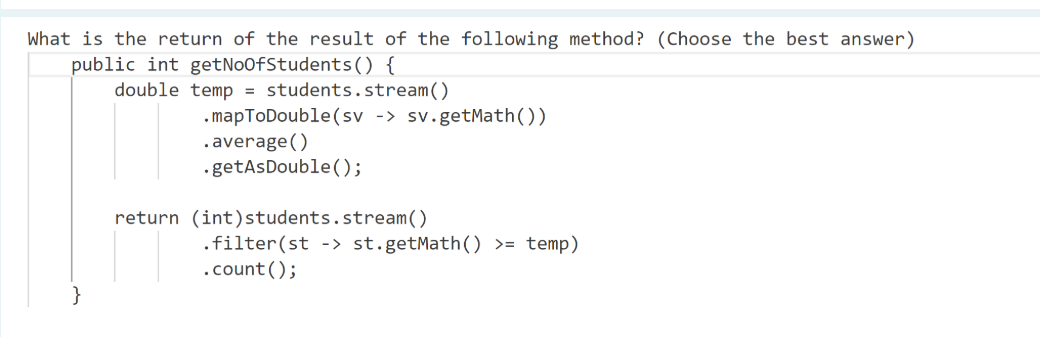 What is the return of the result of the following method? (Choose the best answer)
public int getNoOfStudents() {
double temp = students.stream()
.mapToDouble(sv -> sv.getMath())
.average()
.getAsDouble();
return (int)students.stream()
.filter(st -> st.getMath() >= temp)
.count();
}